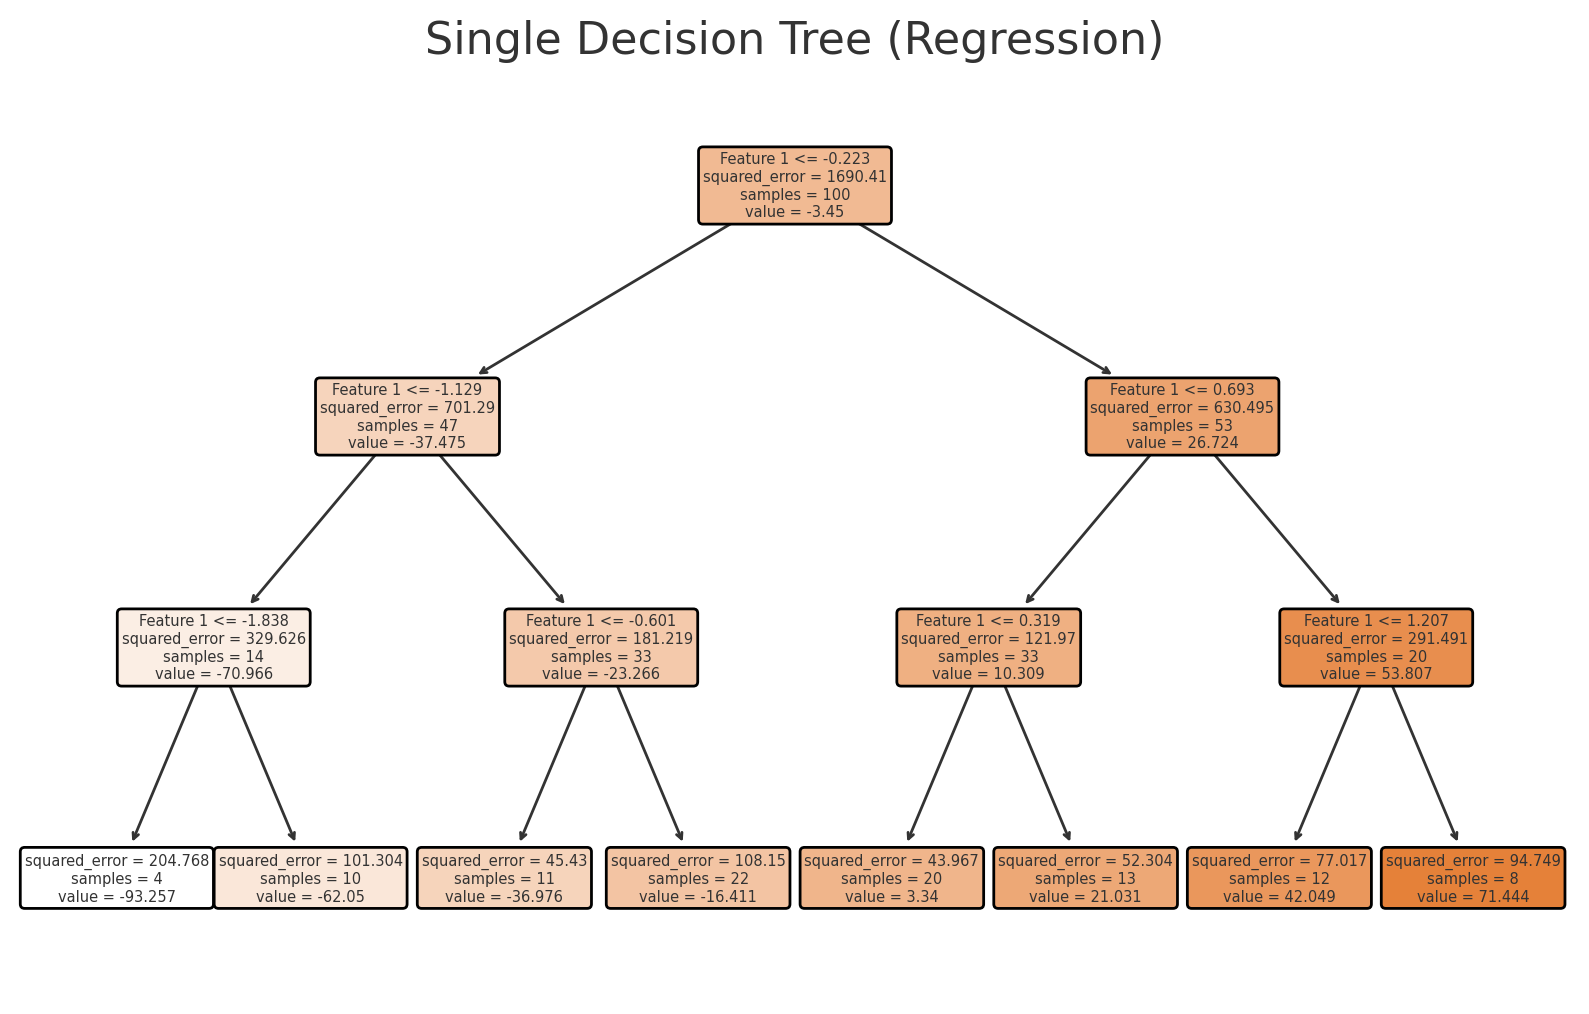 Single Decision Tree (Regression)
Feature 1 <= -0.223
squared_error = 1690.41
samples = 100
value = -3.45
Feature 1 <= -1.129
squared_error = 701.29
samples = 47
value = -37.475
Feature 1 <= 0.693
squared_error = 630.495
samples = 53
value = 26.724
Feature 1 <= -1.838
squared_error = 329.626
samples = 14
value = -70.966
Feature 1 <= -0.601
squared_error = 181.219
samples = 33
value = -23.266
Feature 1 <= 0.319
squared_error = 121.97
samples = 33
value = 10.309
Feature 1 <= 1.207
squared_error = 291.491
samples = 20
value = 53.807
squared_error = 204.768
samples = 4
value = -93.257
squared_error = 101.304
samples = 10
value = -62.05
squared_error = 45.43
samples = 11
value = -36.976
squared_error = 108.15
samples = 22
value = -16.411
squared_error = 43.967
samples = 20
value = 3.34
squared_error = 52.304
samples = 13
value = 21.031
squared_error = 77.017
samples = 12
value = 42.049
squared_error = 94.749
samples = 8
value = 71.444